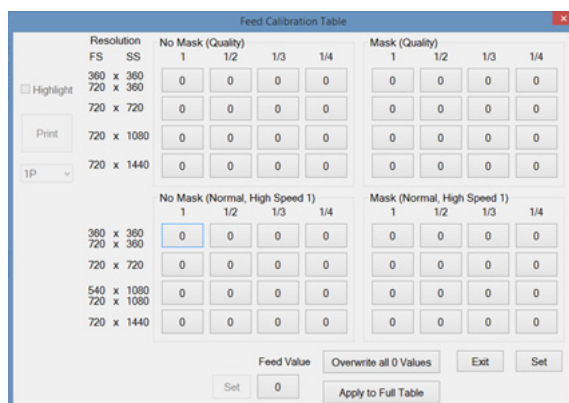 Feed Calibration Table
Resolution No Mask (Quality) Mask (Quality)
FS SS 1 1/2 1/3 1/4 1 1/2 1/3 1/4
Highlight
360 x 360
720 x 360
0 0 0 0 0 0 0 0
720 x 720 0 0 0 0 0 0 0 0
Print
720 x 1080 0 0 0 0 0 0 0 0
1P
720 x 1440 0 0 0 0 0 0 0 0
No Mask (Normal, High Speed 1) Mask (Normal, High Speed 1)
1 1/2 1/3 1/4 1 1/2 1/3 1/4
360 x 360
720 x 360
0 0 0 0 0 0 0 0
720 x 720 0 0 0 0 0 0 0 0
540 x 1080
720 x 1080
0 0 0 0 0 0 0 0
720 x 1440 0 0 0 0 0 0 0 0
Feed Value Overwrite all 0 Values Exit Set
Set 0 Apply to Full Table